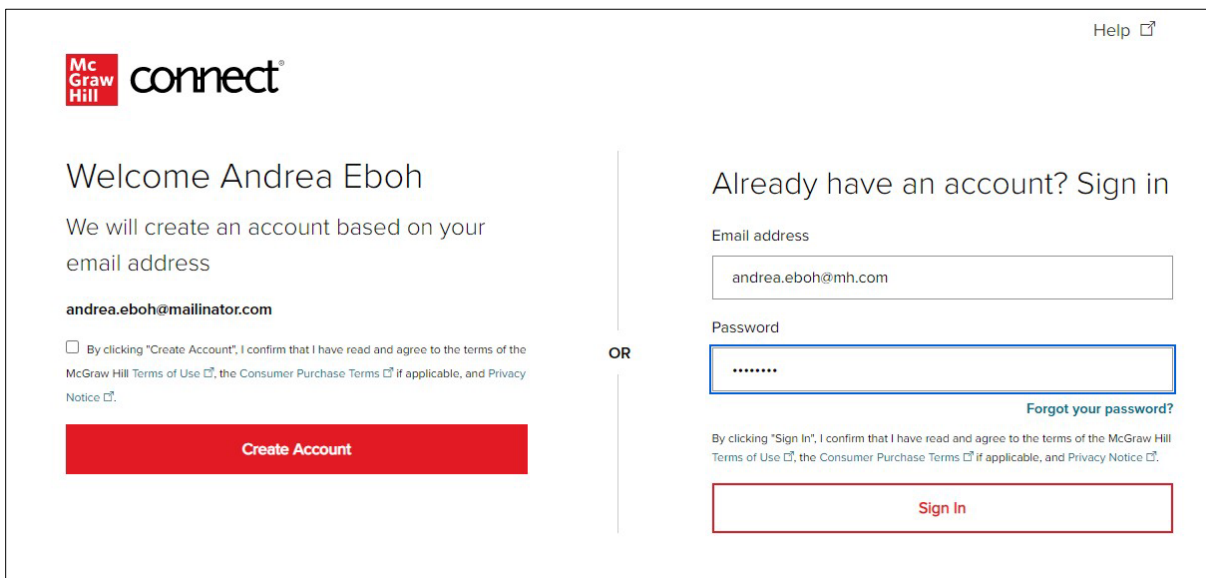 Help
Mc
Graw
Hill
connect®
Welcome Andrea Eboh
We will create an account based on your
email address
andrea.eboh@mailinator.com
By clicking "Create Account", I confirm that I have read and agree to the terms of the
McGraw Hill Terms of Use, the Consumer Purchase Terms if applicable, and Privacy
Notice.
Create Account
OR
Already have an account? Sign in
Email address
andrea.eboh@mh.com
Password
••••••••
Forgot your password?
By clicking "Sign In", I confirm that I have read and agree to the terms of the McGraw Hill
Terms of Use, the Consumer Purchase Terms if applicable, and Privacy Notice.
Sign In